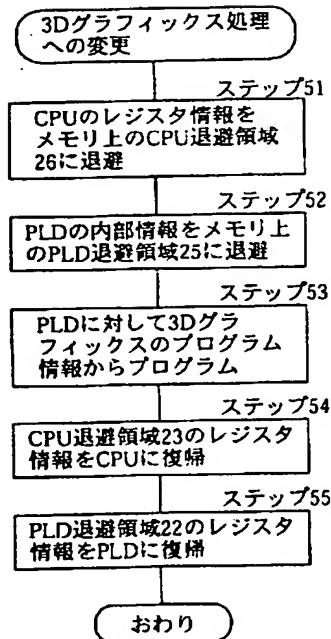 3Dグラフィックス処理
への変更
ステップ51
CPUのレジスタ情報を
メモリ上のCPU退避領域
26に退避
ステップ52
PLDの内部情報をメモリ上
のPLD退避領域25に退避
ステップ53
PLDに対して3Dグラ
フィックスのプログラム
情報からプログラム
ステップ54
CPU退避領域23のレジスタ
情報をCPUに復帰
ステップ55
PLD退避領域22のレジスタ
情報をPLDに復帰
おわり